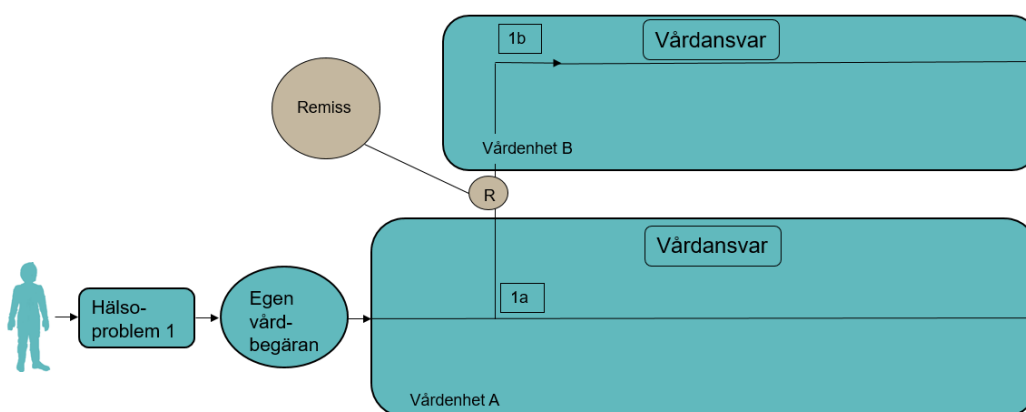 1b
Vårdansvar
Remiss
Vårdenhet B
R
Vårdansvar
1a
Hälso-
problem 1
Egen
vård-
begäran
Vårdenhet A